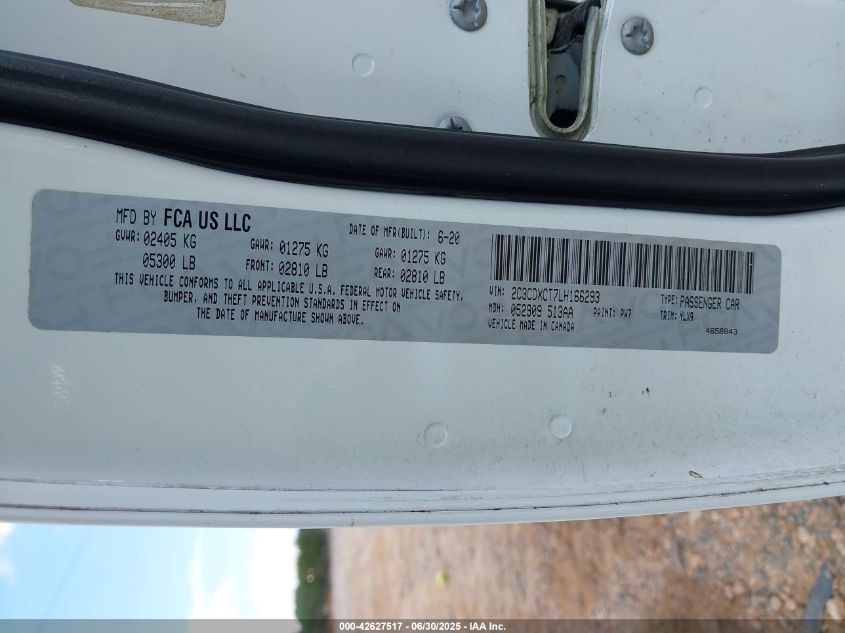 MFD BY FCA US LLC DATE OF MFR(BUILT): 6-20
GVWR: 02405 KG GAWR: 01275 KG GAWR: 01275 KG
05300 LB FRONT: 02810 LB REAR: 02810 LB
THIS VEHICLE CONFORMS TO ALL APPLICABLE U.S.A. FEDERAL MOTOR VEHICLE SAFETY,
BUMPER, AND THEFT PREVENTION STANDARDS IN EFFECT ON
THE DATE OF MANUFACTURE SHOWN ABOVE.
VIN: 2C3CDXCT7LH166293 TYPE: PASSENGER CAR
MDH: 052909 513AA PAINT: PW7 TRIM: YLX9
VEHICLE MADE IN CANADA 4658843
000-42627517 - 06/30/2025 - IAA Inc.